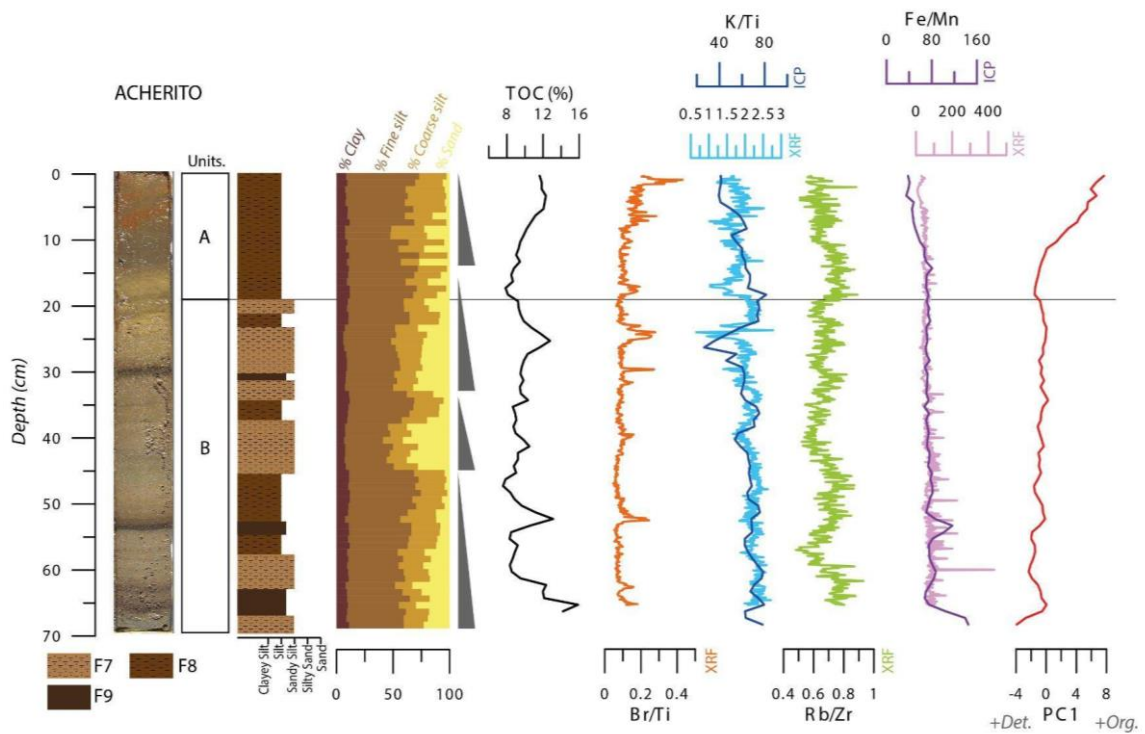 K/Ti
Fe/Mn
40 80
0 80 160
ICP
ICP
ACHERITO
TOC (%)
8 12 16
0.5 1 1.5 2 2.5 3
0 200 400
XRF
XRF
Units.
% Clay
% Fine silt
% Coarse silt
% Sand
0
10
20
30
40
50
60
70
Depth (cm)
A
B
F7
F8
F9
Clayey Silt
Silt
Sandy Silt
Silty Sand
Sand
0 50 100
0 0.2 0.4
XRF
Br/Ti
0.4 0.6 0.8 1
XRF
Rb/Zr
-4 0 4 8
+Det. PC1 +Org.